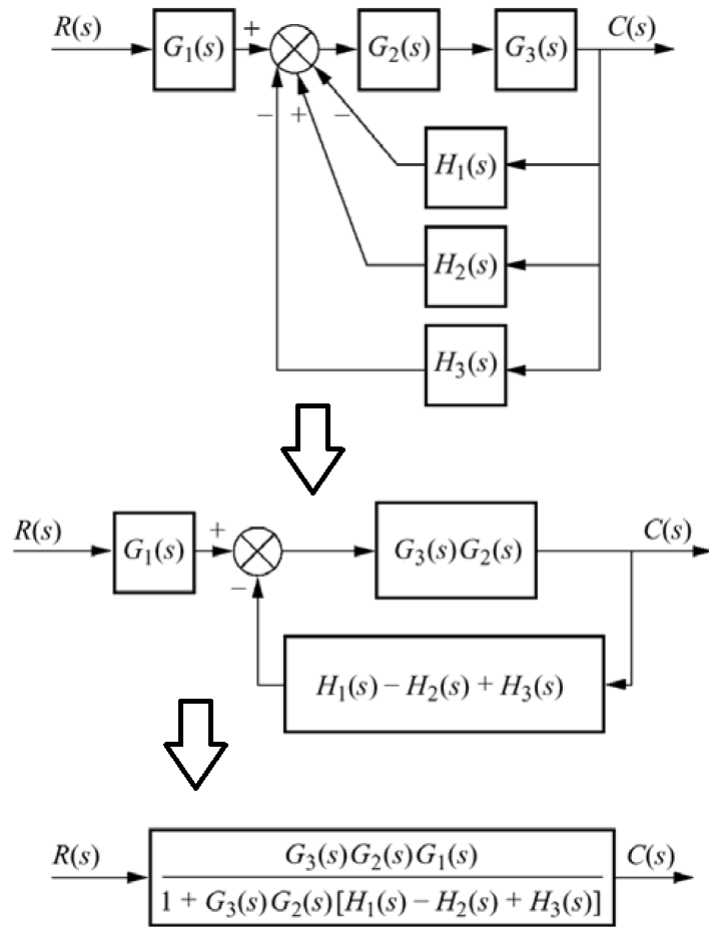 R(s) G₁(s) + G₂(s) G₃(s) C(s)
− + −
H₁(s)
H₂(s)
H₃(s)
R(s) G₁(s) + G₃(s)G₂(s) C(s)
−
H₁(s) − H₂(s) + H₃(s)
G₃(s)G₂(s)G₁(s)
R(s) C(s)
1 + G₃(s)G₂(s)[H₁(s) − H₂(s) + H₃(s)]